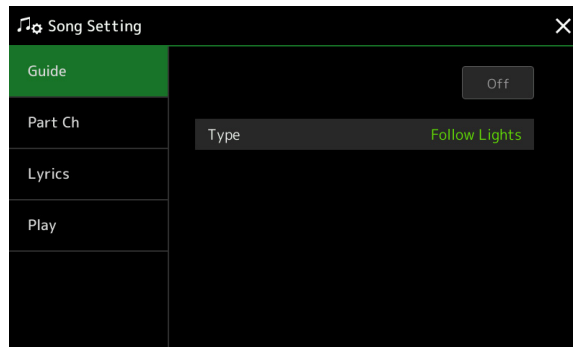 Song Setting
Guide
Off
Part Ch
Type Follow Lights
Lyrics
Play